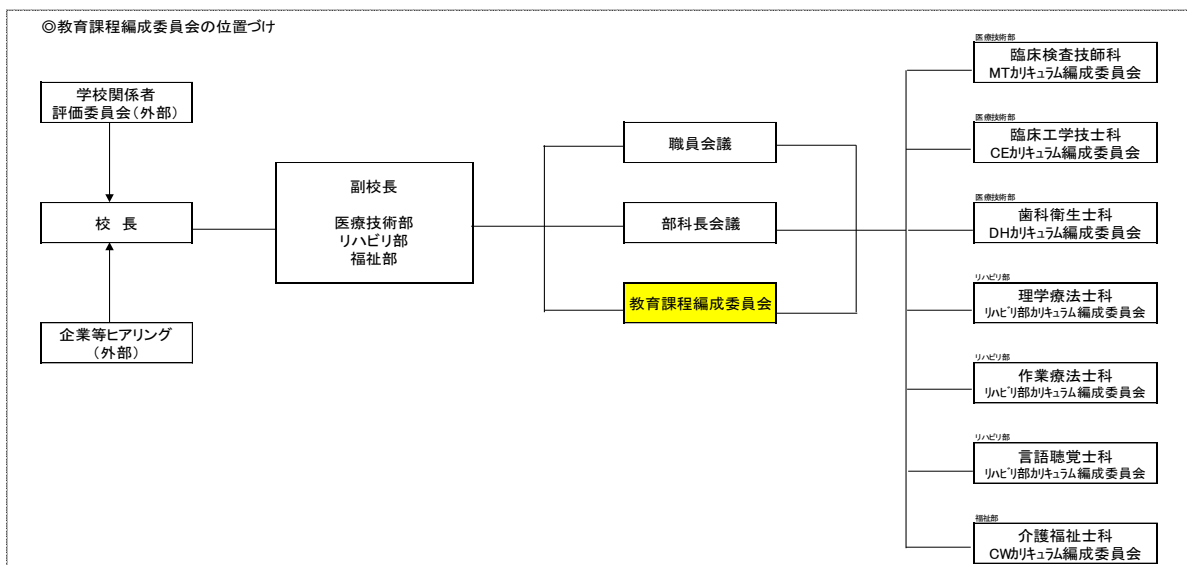 ◎教育課程編成委員会の位置づけ
学校関係者
評価委員会(外部)
校 長
企業等ヒアリング
(外部)
副校長
医療技術部
リハビリ部
福祉部
職員会議
部科長会議
教育課程編成委員会
医療技術部
臨床検査技師科
MTカリキュラム編成委員会
医療技術部
臨床工学技士科
CEカリキュラム編成委員会
医療技術部
歯科衛生士科
DHカリキュラム編成委員会
リハビリ部
理学療法士科
リハビリ部カリキュラム編成委員会
リハビリ部
作業療法士科
リハビリ部カリキュラム編成委員会
リハビリ部
言語聴覚士科
リハビリ部カリキュラム編成委員会
福祉部
介護福祉士科
CWカリキュラム編成委員会